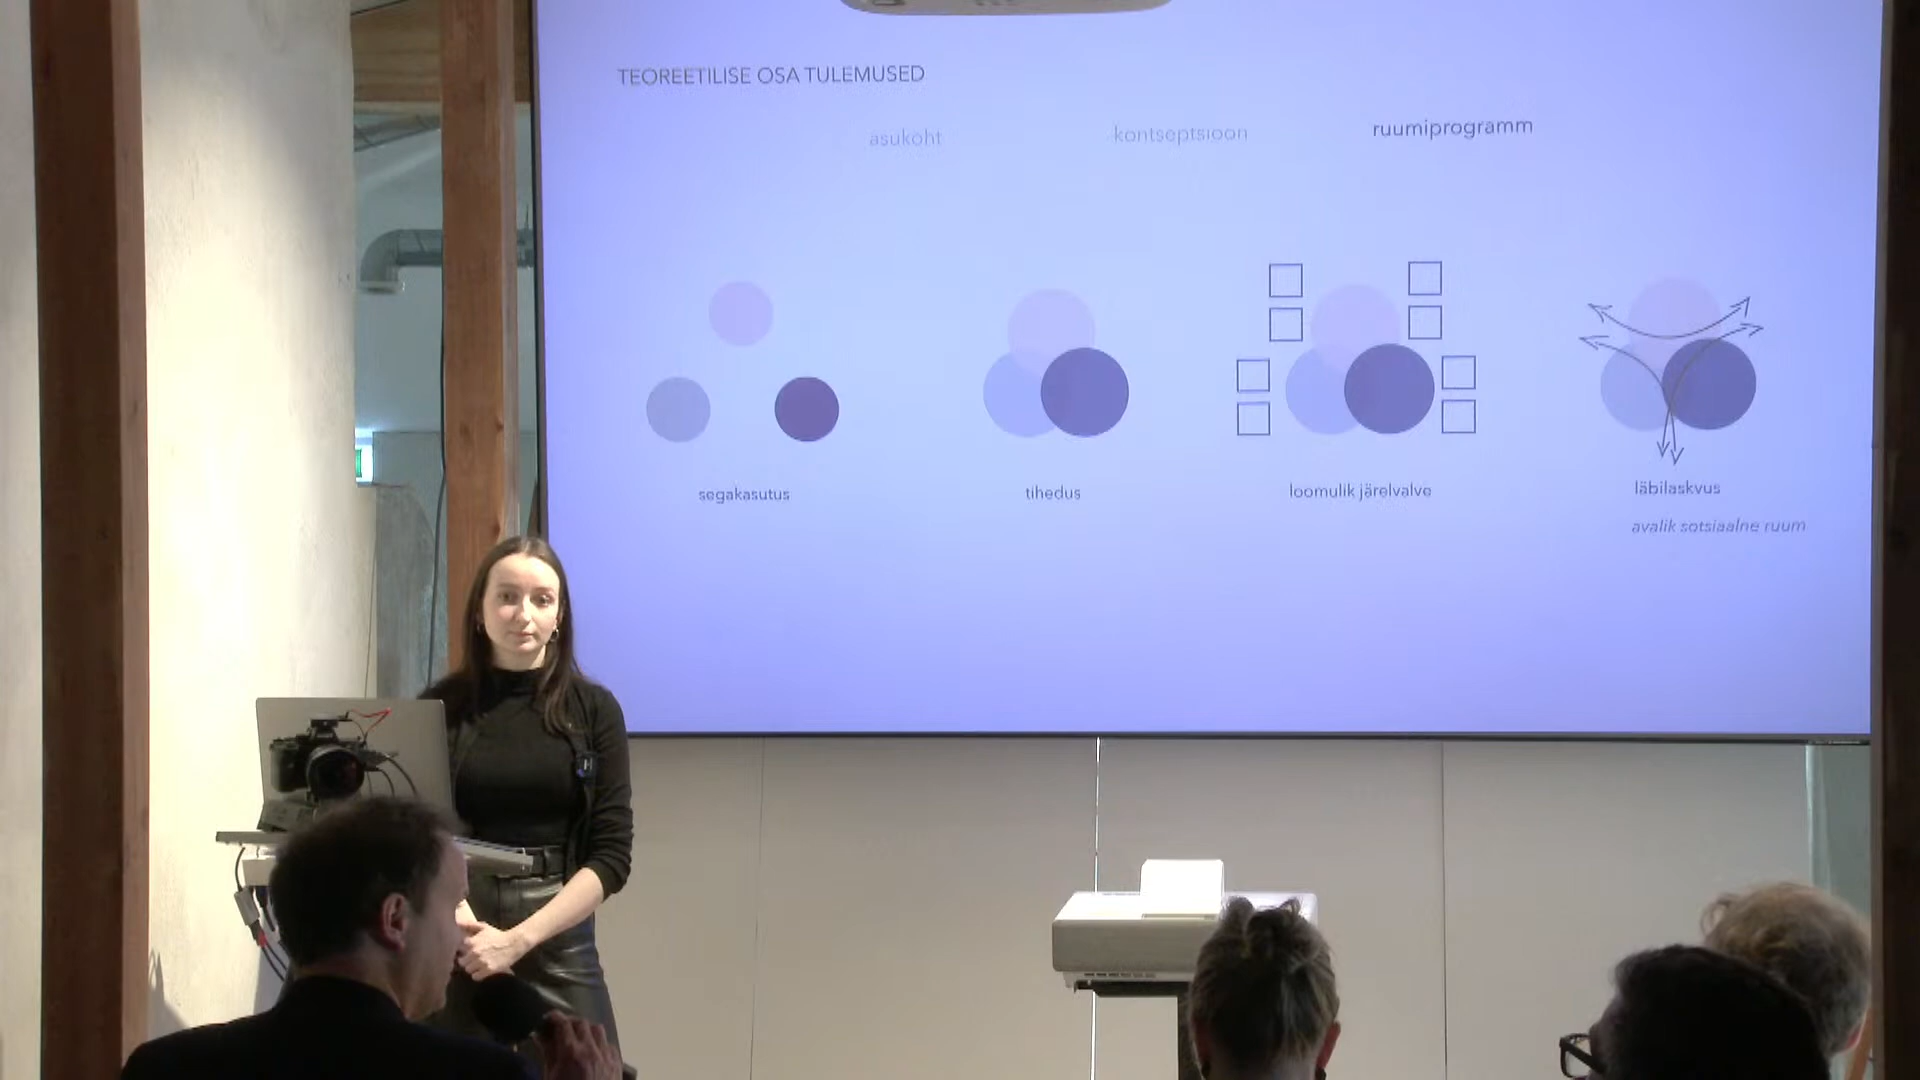 TEOREETILISE OSA TULEMUSED
asukoht
kontseptsioon
ruumiprogramm
segakasutus
tihedus
loomulik järelvalve
läbilaskvus
avalik sotsiaalne ruum